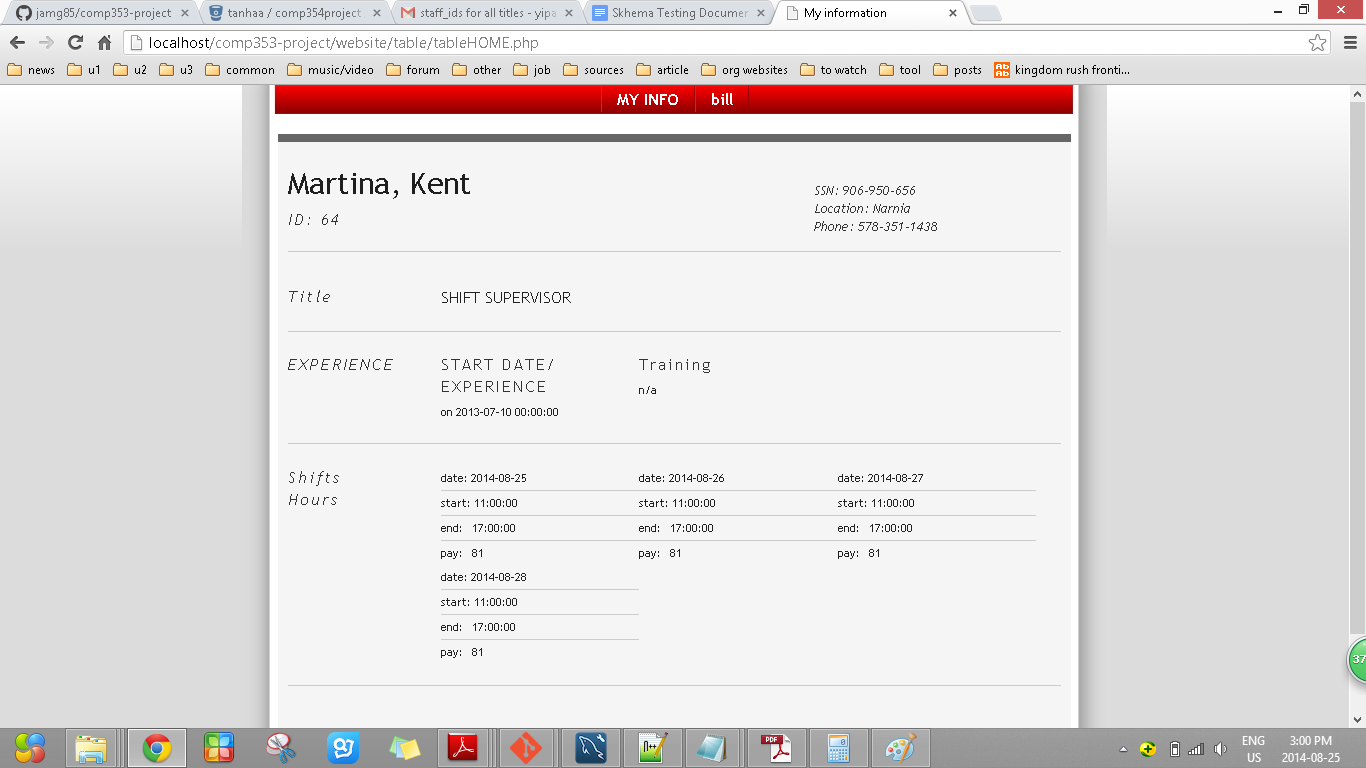 jamg85/comp353-project
tanhaa / comp354project
staff_ids for all titles - yipa
Skhema Testing Documen
My information
localhost/comp353-project/website/table/tableHOME.php
news u1 u2 u3 common music/video forum other job sources article org websites to watch tool posts kingdom rush fronti...
MY INFO bill
Martina, Kent
ID: 64
SSN: 906-950-656
Location: Narnia
Phone: 578-351-1438
Title SHIFT SUPERVISOR
EXPERIENCE
START DATE/
EXPERIENCE
on 2013-07-10 00:00:00
Training
n/a
Shifts
Hours
date: 2014-08-25 date: 2014-08-26 date: 2014-08-27
start: 11:00:00 start: 11:00:00 start: 11:00:00
end: 17:00:00 end: 17:00:00 end: 17:00:00
pay: 81 pay: 81 pay: 81
date: 2014-08-28
start: 11:00:00
end: 17:00:00
pay: 81
37
ENG 3:00 PM
US 2014-08-25